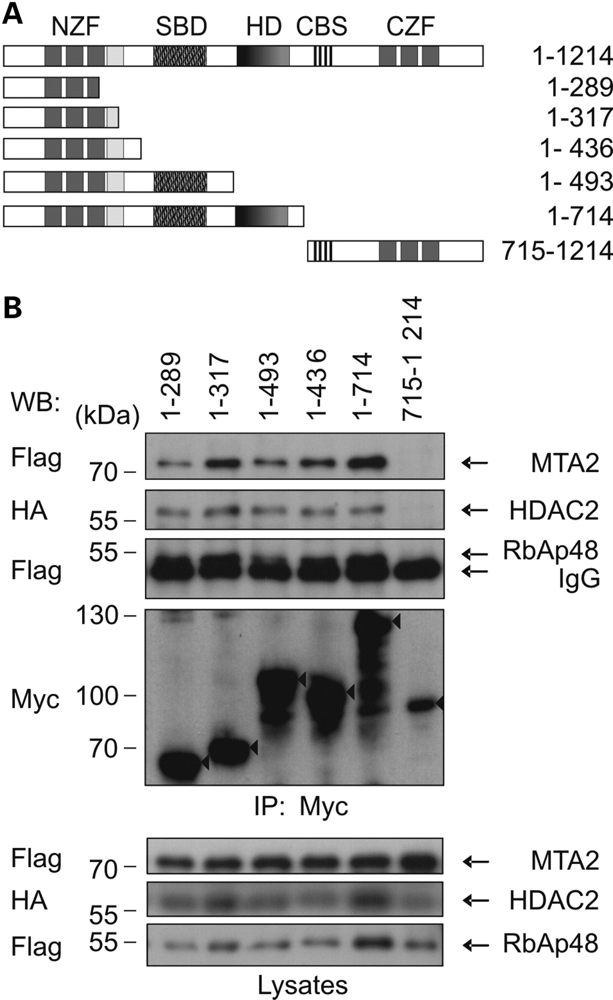 A
NZF SBD HD CBS CZF
1-1214
1-289
1-317
1- 436
1- 493
1-714
715-1214
B
WB: (kDa) 1-289 1-317 1-493 1-436 1-714 715-1 214
Flag 70 MTA2
HA 55 HDAC2
55 RbAp48
Flag IgG
130
Myc 100
70
IP: Myc
Flag 70 MTA2
HA 55 HDAC2
Flag 55 RbAp48
Lysates